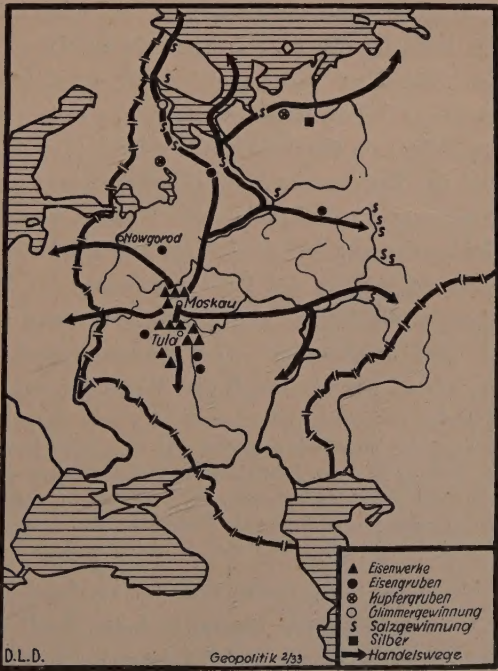 Nowgorod
Moskau
Tula
Eisenwerke
Eisengruben
Kupfergruben
Glimmergewinnung
S Salzgewinnung
Silber
Handelswege
D.L.D.
Geopolitik 2/33